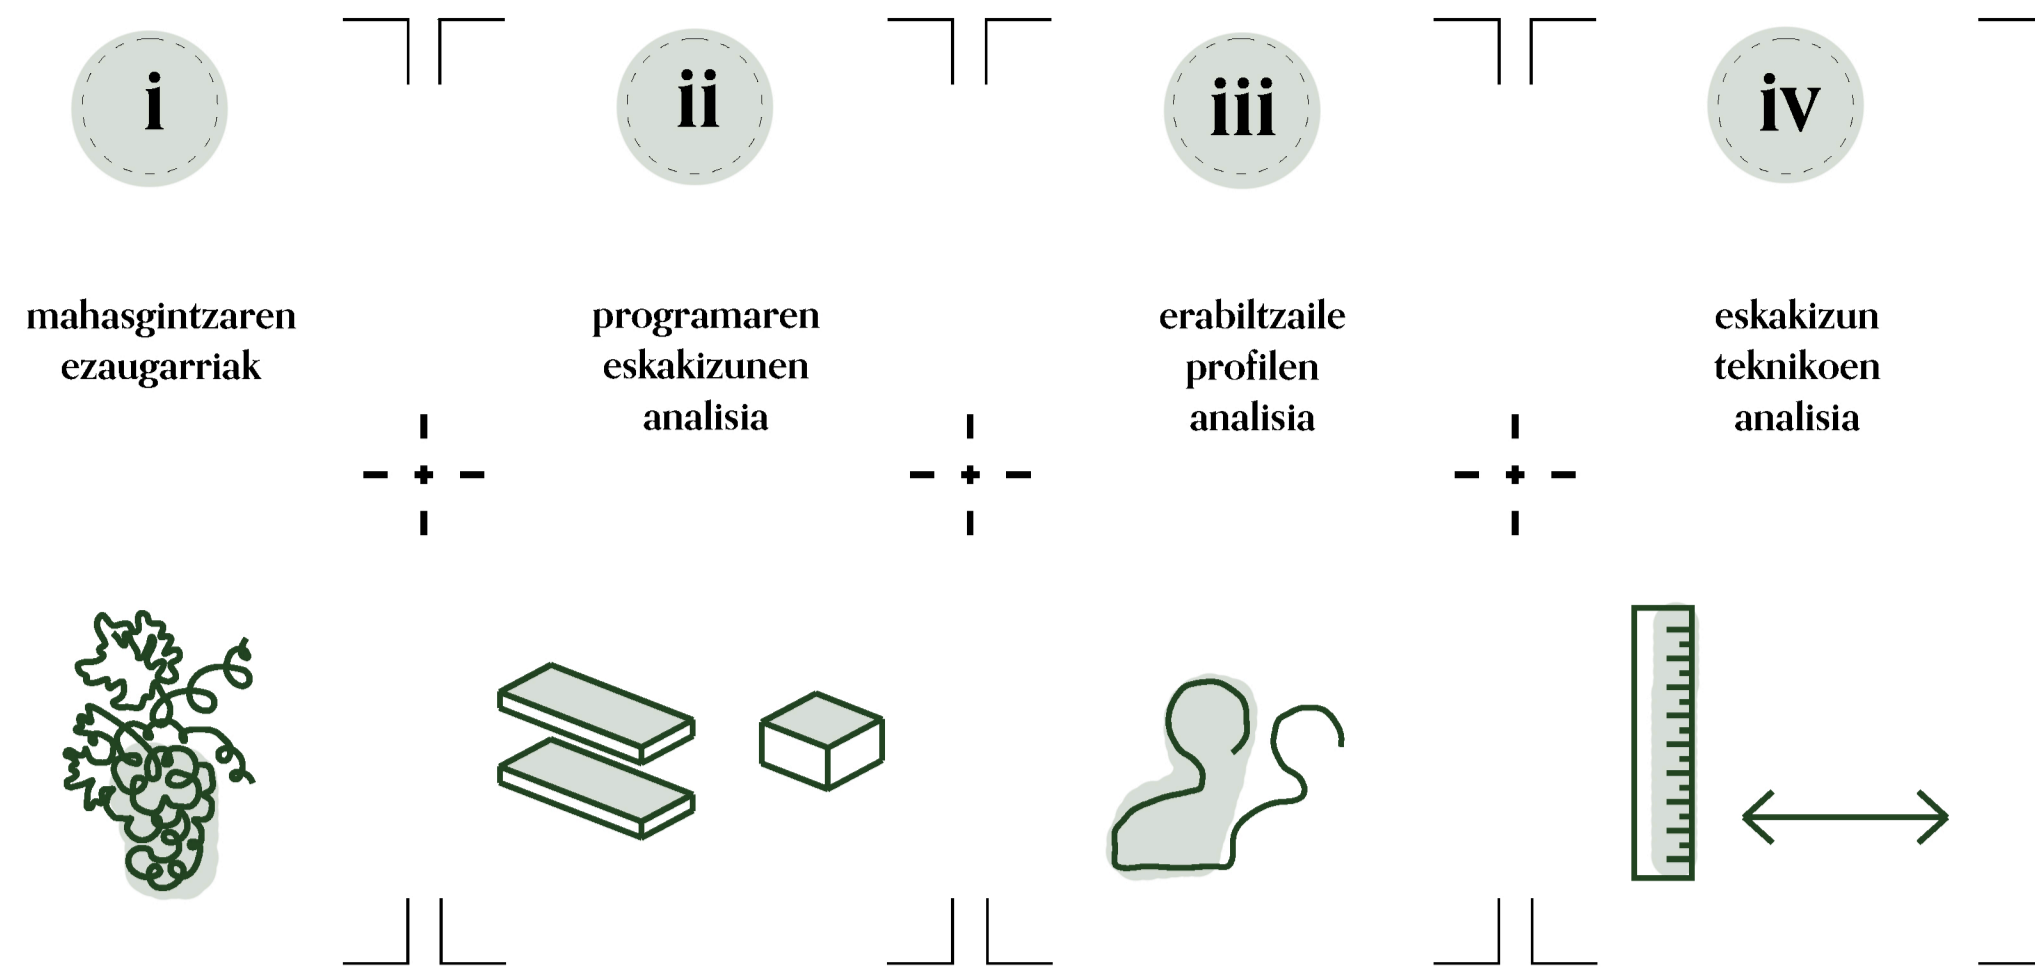 i
mahasgintzaren
ezaugarriak
ii
programaren
eskakizunen
analisia
iii
erabiltzaile
profilen
analisia
iv
eskakizun
teknikoen
analisia